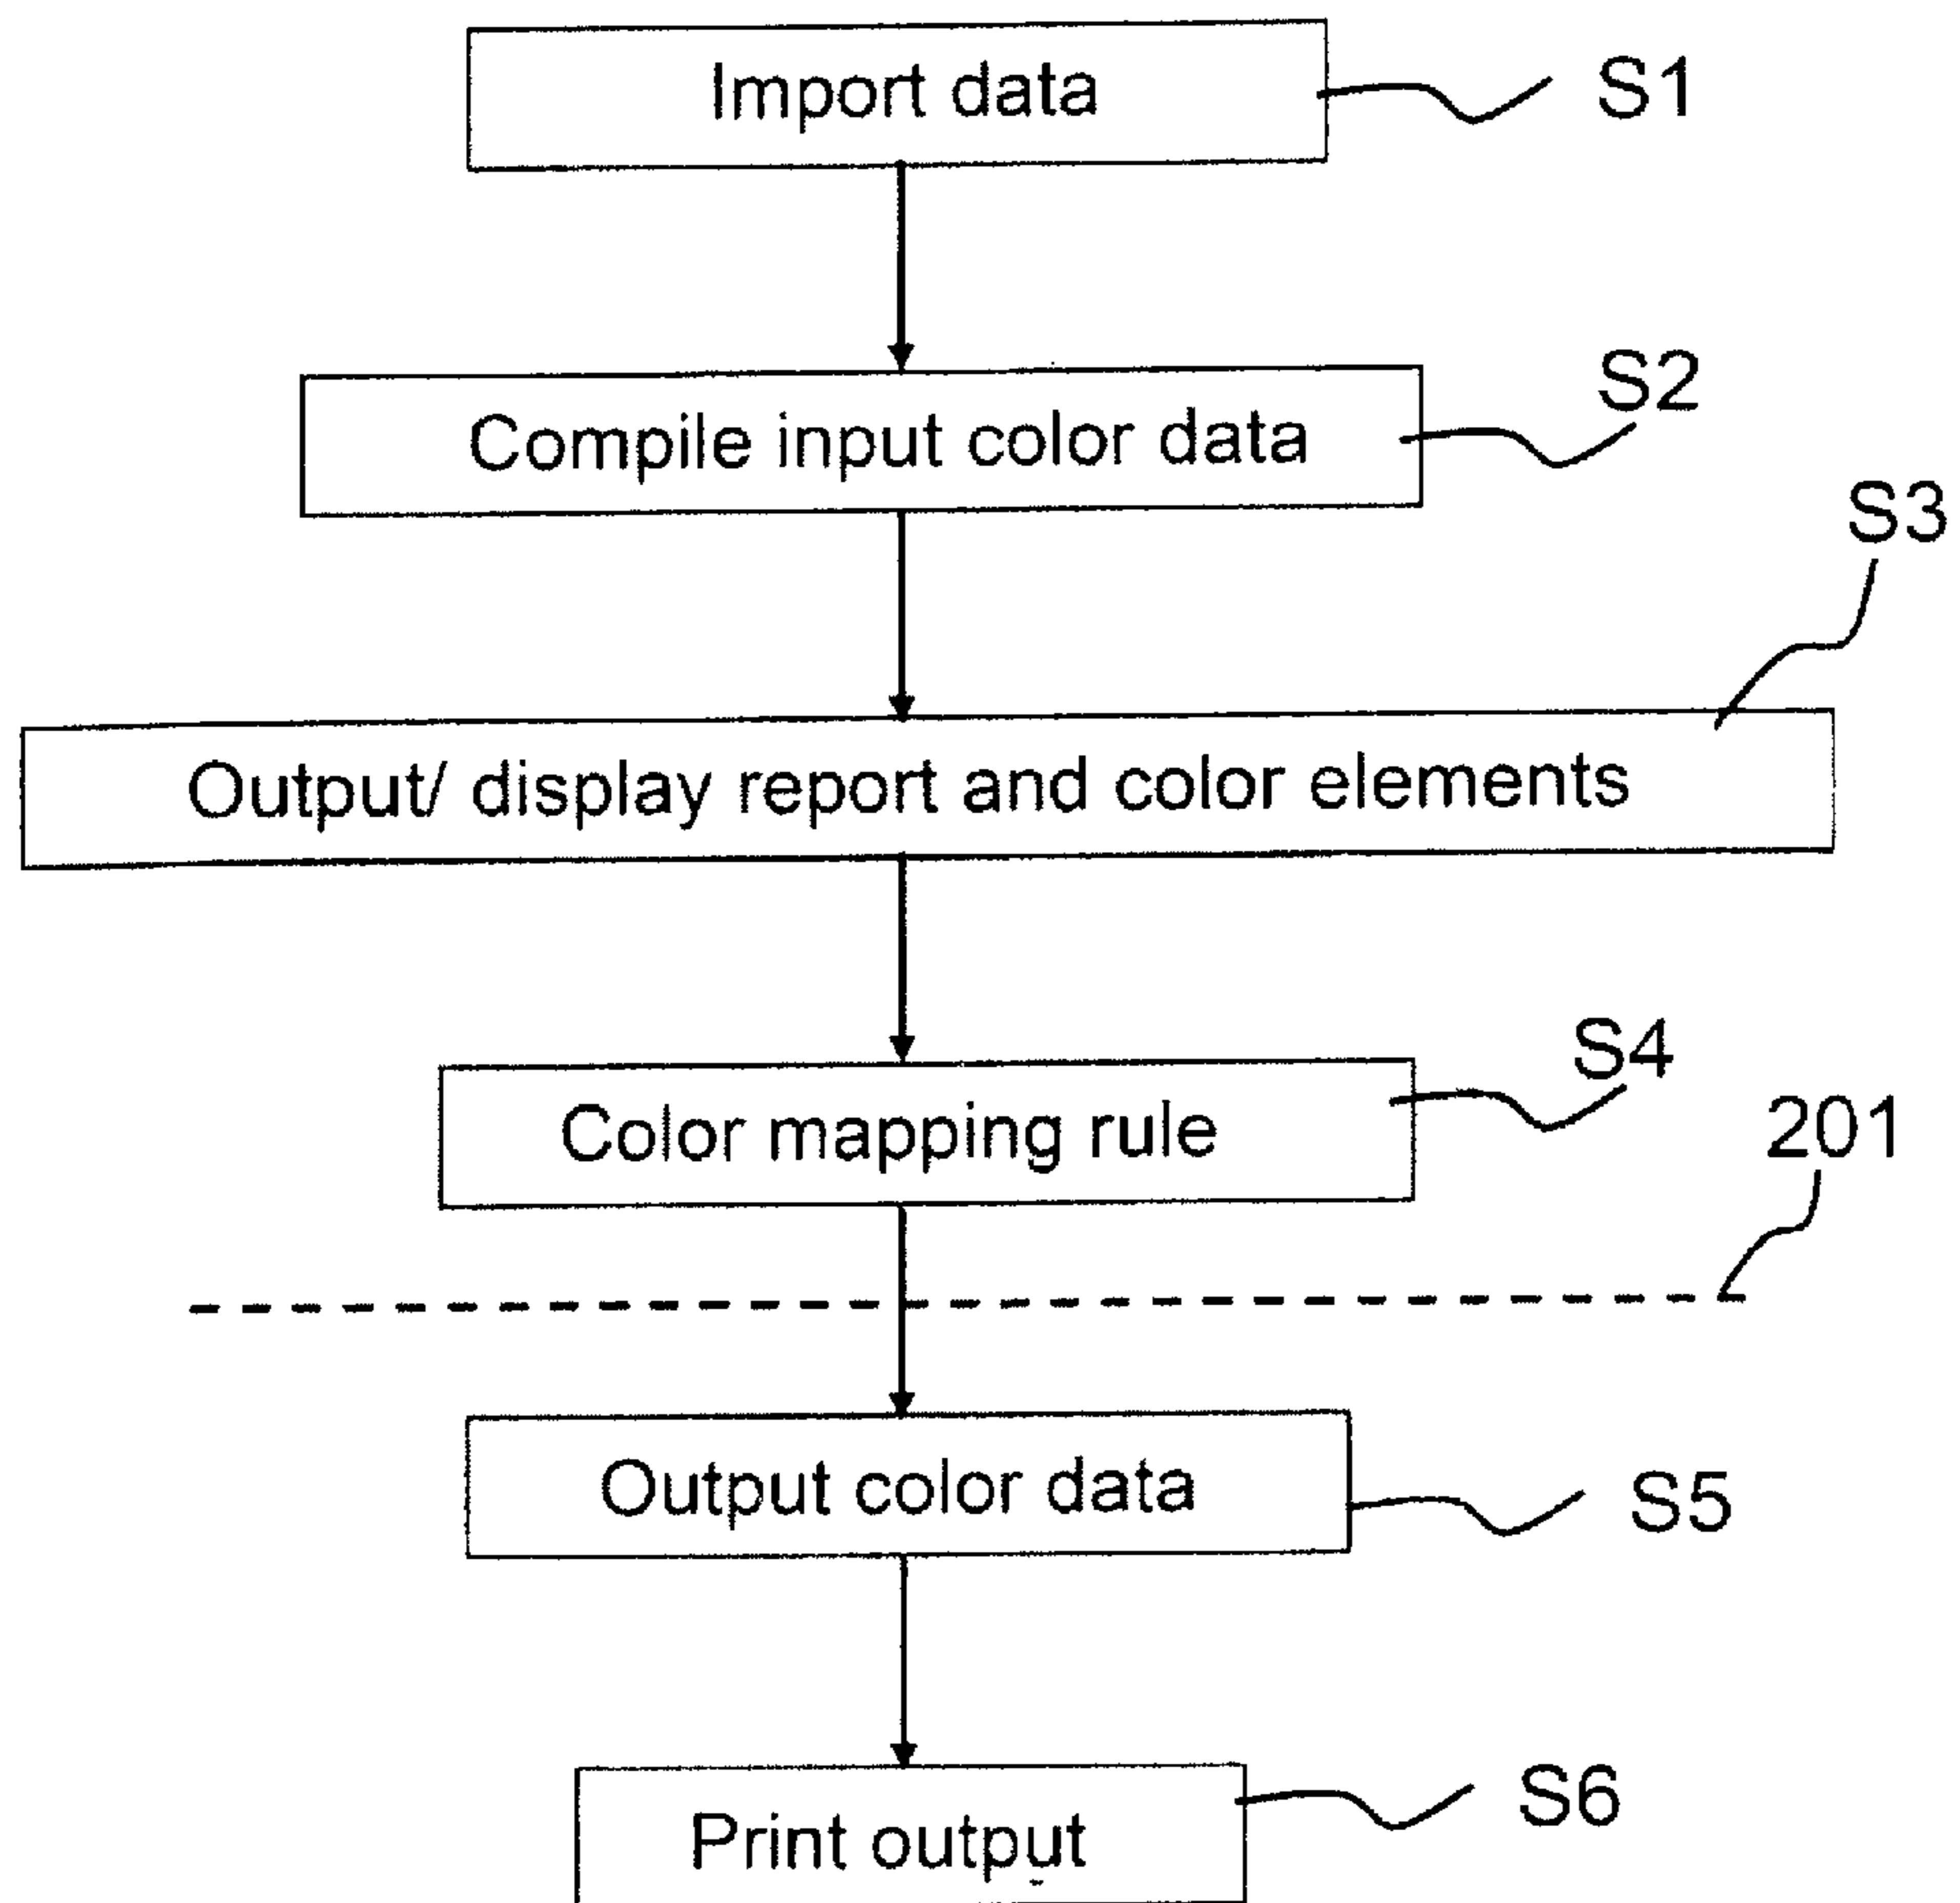 Import data
S1
Compile input color data
S2
S3
Output/ display report and color elements
Color mapping rule
S4
201
Output color data
S5
Print output
S6